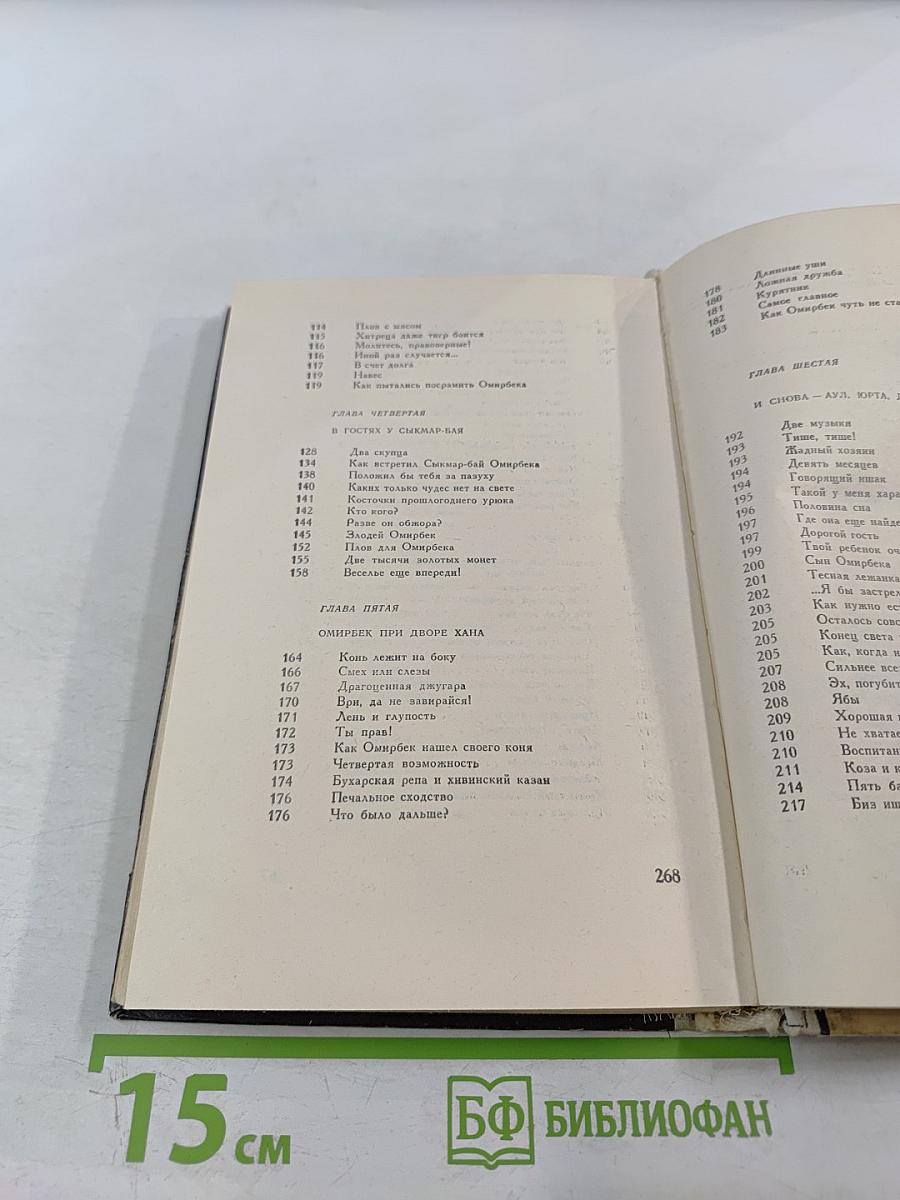 114 Плов с мясом
115 Хитреца даже тигр боится
116 Молитесь, правоверные!
116 Иной раз случается...
117 В счет долга
119 Навес
119 Как пытались посрамить Омирбека
ГЛАВА ЧЕТВЕРТАЯ
В ГОСТЯХ У СЫКМАР-БАЯ
128 Два скупца
134 Как встретил Сыкмар-бай Омирбека
138 Положил бы тебя за пазуху
140 Каких только чудес нет на свете
141 Косточки прошлогоднего урюка
142 Кто кого?
144 Разве он обжора?
145 Злодей Омирбек
152 Плов для Омирбека
155 Две тысячи золотых монет
158 Веселье еще впереди!
ГЛАВА ПЯТАЯ
ОМИРБЕК ПРИ ДВОРЕ ХАНА
164 Конь лежит на боку
166 Смех или слезы
167 Драгоценная джугара
170 Ври, да не завирайся!
171 Лень и глупость
172 Ты прав!
173 Как Омирбек нашел своего коня
173 Четвертая возможность
174 Бухарская репа и хивинский казан
176 Печальное сходство
176 Что было дальше?
268
178 Длинные уши
180 Ложная дружба
181 Курятник
182 Самое главное
183 Как Омирбек чуть не ста
ГЛАВА ШЕСТАЯ
И СНОВА — АУЛ, ЮРТА,
192 Две музыки
193 Тише, тише!
193 Жадный хозяин
194 Девять месяцев
194 Говорящий ишак
195 Такой у меня хара
196 Половина сна
197 Где она еще найде
197 Дорогой гость
199 Твой ребенок оч
200 Сын Омирбека
201 Тесная лежанка
202 ...Я бы застрел
203 Как нужно ес
205 Осталось совс
205 Конец света
205 Как, когда н
207 Сильнее все
208 Эх, погубит
208 Ябы
209 Хорошая
210 Не хватае
210 Воспитан
211 Коза и к
214 Пять ба
217 Биз иш
15 см
БФ БИБЛИОФАН